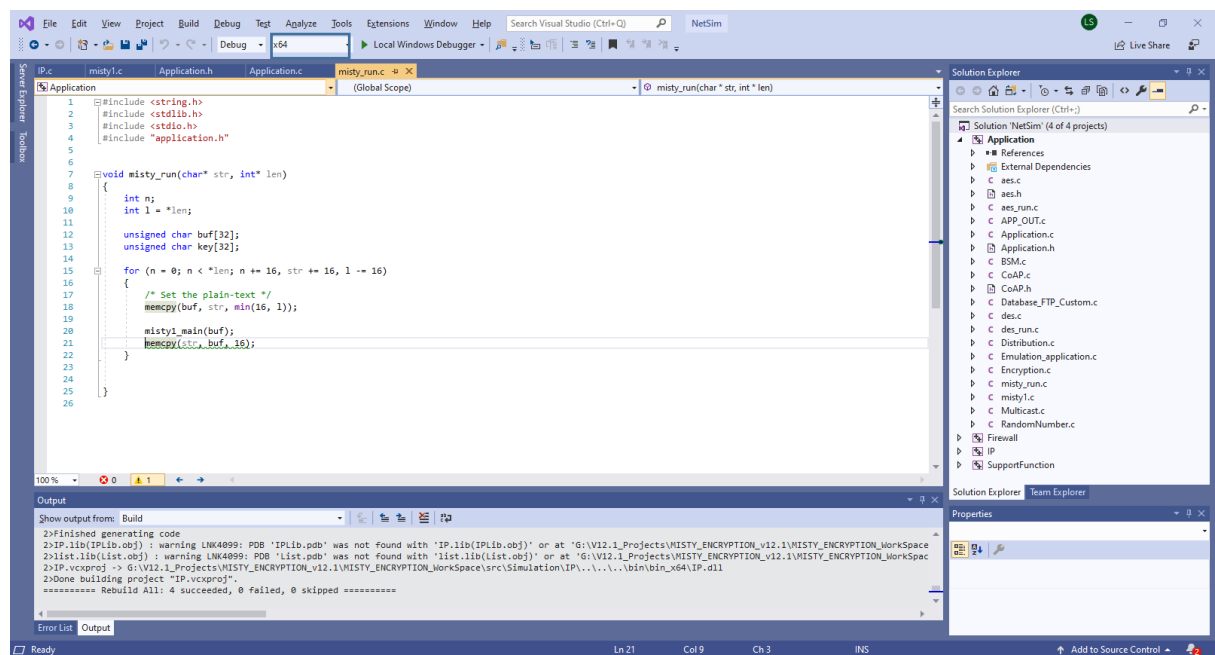 File Edit View Project Build Debug Test Analyze Tools Extensions Window Help Search Visual Studio (Ctrl+Q) NetSim LS
Debug x64 Local Windows Debugger Live Share
Server Explorer
Toolbox
IP.c misty1.c Application.h Application.c misty_run.c
Application (Global Scope) misty_run(char * str, int * len)
1 #include <string.h>
2 #include <stdlib.h>
3 #include <stdio.h>
4 #include "application.h"
5
6
7 void misty_run(char* str, int* len)
8 {
9 int n;
10 int l = *len;
11
12 unsigned char buf[32];
13 unsigned char key[32];
14
15 for (n = 0; n < *len; n += 16, str += 16, l -= 16)
16 {
17 /* Set the plain-text */
18 memcpy(buf, str, min(16, l));
19
20 misty1_main(buf);
21 memcpy(str, buf, 16);
22 }
23
24
25 }
26
100 % 0 1
Output
Show output from: Build
2>Finished generating code
2>IP.lib(IPLib.obj) : warning LNK4099: PDB 'IPLib.pdb' was not found with 'IP.lib(IPLib.obj)' or at 'G:\V12.1_Projects\MISTY_ENCRYPTION_v12.1\MISTY_ENCRYPTION_WorkSpace
2>list.lib(List.obj) : warning LNK4099: PDB 'List.pdb' was not found with 'list.lib(List.obj)' or at 'G:\V12.1_Projects\MISTY_ENCRYPTION_v12.1\MISTY_ENCRYPTION_WorkSpac
2>IP.vcxproj -> G:\V12.1_Projects\MISTY_ENCRYPTION_v12.1\MISTY_ENCRYPTION_WorkSpace\src\Simulation\IP\..\..\..\bin\bin_x64\IP.dll
2>Done building project "IP.vcxproj".
========== Rebuild All: 4 succeeded, 0 failed, 0 skipped ==========
Error List Output
Solution Explorer
Search Solution Explorer (Ctrl+;)
Solution 'NetSim' (4 of 4 projects)
Application
References
External Dependencies
aes.c
aes.h
aes_run.c
APP_OUT.c
Application.c
Application.h
BSM.c
CoAP.c
CoAP.h
Database_FTP_Custom.c
des.c
des_run.c
Distribution.c
Emulation_application.c
Encryption.c
misty_run.c
misty1.c
Multicast.c
RandomNumber.c
Firewall
IP
SupportFunction
Solution Explorer Team Explorer
Properties
Ready Ln 21 Col 9 Ch 3 INS Add to Source Control 2